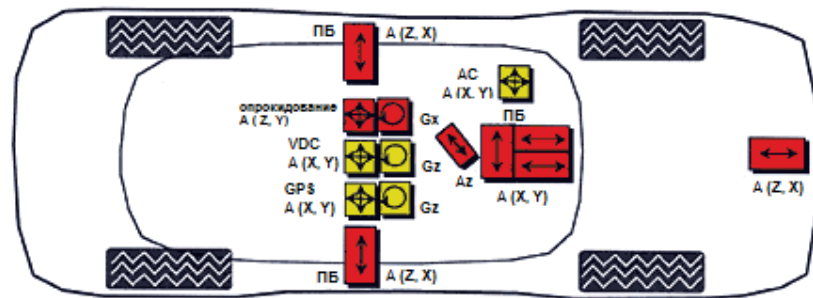 ПБ
A (Z, X)
AC
A (X, Y)
ПБ
опрокидование
A ( Z, Y)
Gx
VDC
A (X, Y)
Gz
Az
A (X, Y)
GPS
A (X, Y)
Gz
A (Z, X)
ПБ
A (Z, X)